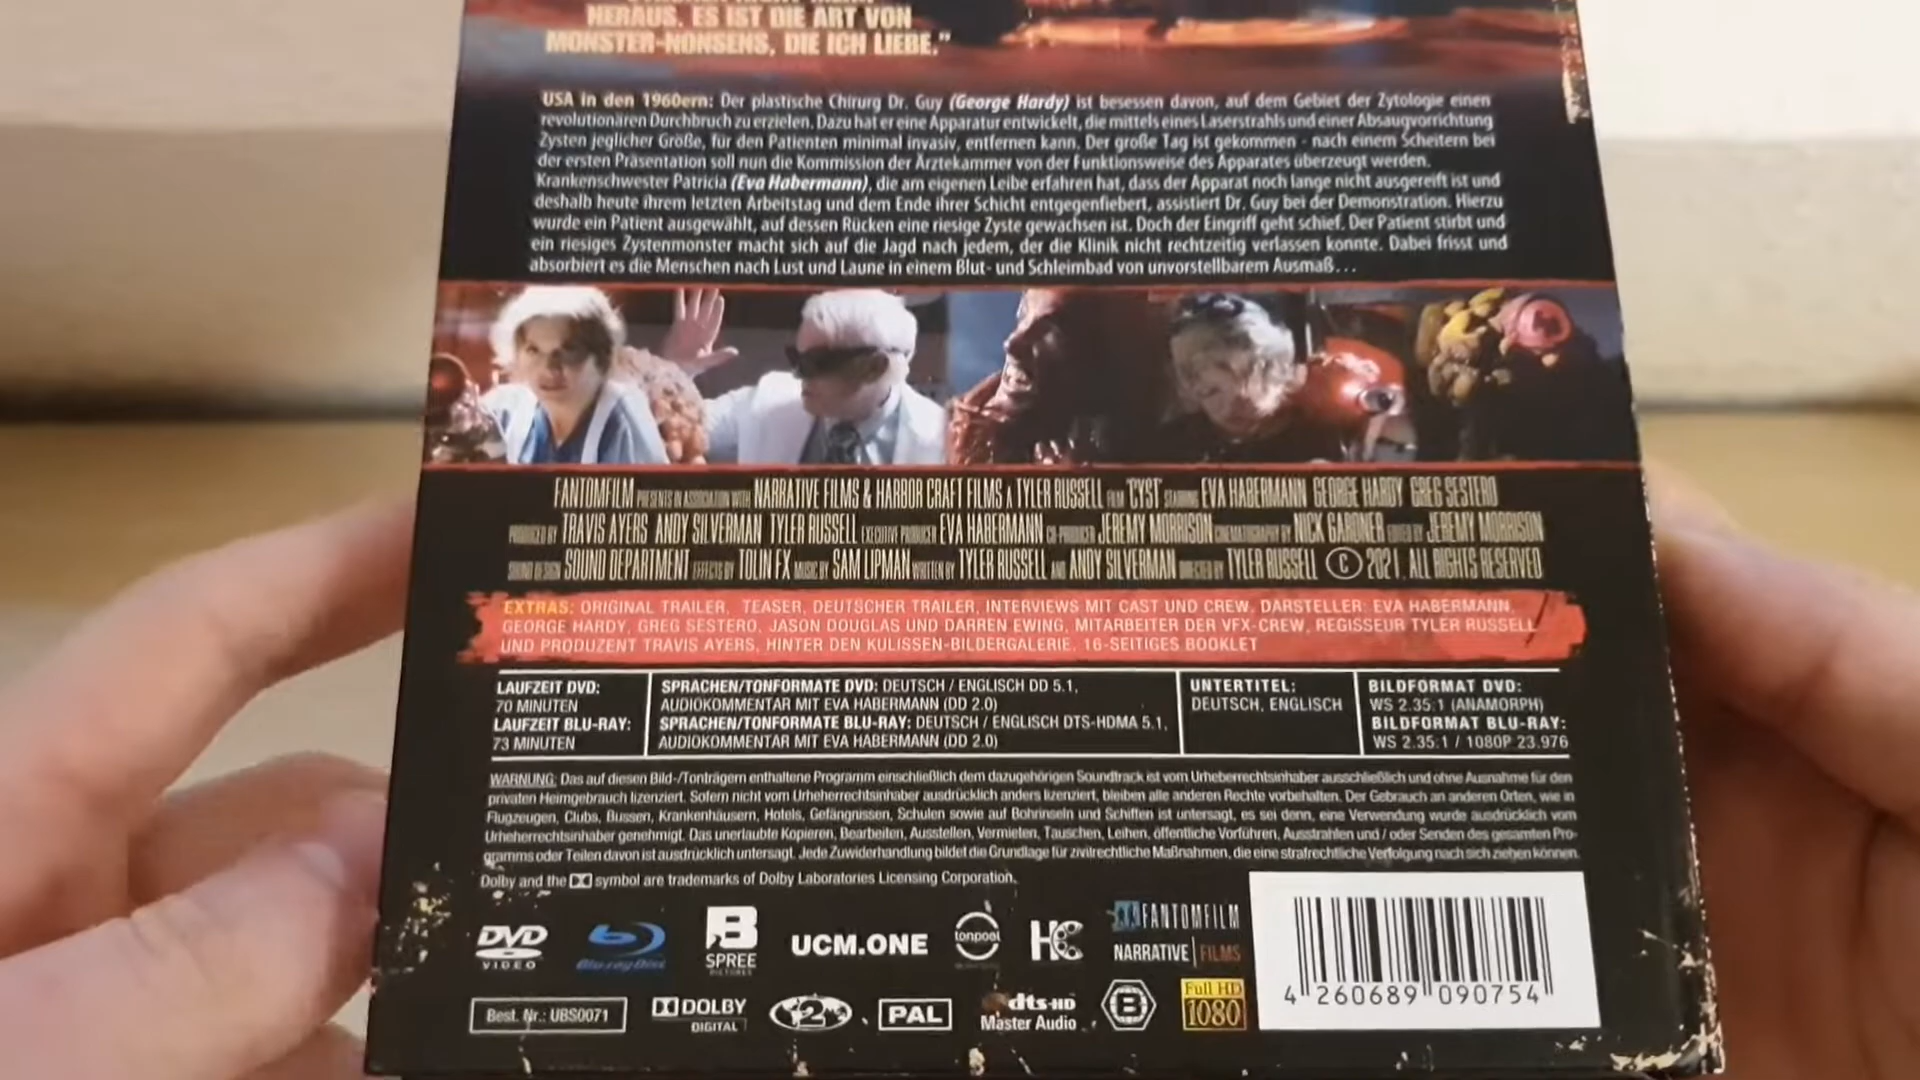 HERAUS. ES IST DIE ART VON
MONSTER-NONSENS, DIE ICH LIEBE."
USA in den 1960ern: Der plastische Chirurg Dr. Guy (George Hardy) ist besessen davon, auf dem Gebiet der Zytologie einen
revolutionären Durchbruch zu erzielen. Dazu hat er eine Apparatur entwickelt, die mittels eines Laserstrahls und einer Absaugvorrichtung
Zysten jeglicher Größe, für den Patienten minimal invasiv, entfernen kann. Der große Tag ist gekommen - nach einem Scheitern bei
der ersten Präsentation soll nun die Kommission der Ärztekammer von der Funktionsweise des Apparates überzeugt werden.
Krankenschwester Patricia (Eva Habermann), die am eigenen Leibe erfahren hat, dass der Apparat noch lange nicht ausgereift ist und
deshalb heute ihrem letzten Arbeitstag und dem Ende ihrer Schicht entgegenfiebert, assistiert Dr. Guy bei der Demonstration. Hierzu
wurde ein Patient ausgewählt, auf dessen Rücken eine riesige Zyste gewachsen ist. Doch der Eingriff geht schief. Der Patient stirbt und
ein riesiges Zystenmonster macht sich auf die Jagd nach jedem, der die Klinik nicht rechtzeitig verlassen konnte. Dabei frisst und
absorbiert es die Menschen nach Lust und Laune in einem Blut- und Schleimbad von unvorstellbarem Ausmaß...
FANTOMFILM PRESENTS IN ASSOCIATION WITH NARRATIVE FILMS & HARBOR CRAFT FILMS A TYLER RUSSELL FILM "CYST" STARRING EVA HABERMANN GEORGE HARDY GREG SESTERO
PRODUCED BY TRAVIS AYERS ANDY SILVERMAN TYLER RUSSELL EXECUTIVE PRODUCER EVA HABERMANN CO-PRODUCER JEREMY MORRISON CINEMATOGRAPHY BY NICK GARDNER EDITED BY JEREMY MORRISON
SOUND DESIGN SOUND DEPARTMENT EFFECTS BY TOLIN FX MUSIC BY SAM LIPMAN WRITTEN BY TYLER RUSSELL AND ANDY SILVERMAN DIRECTED BY TYLER RUSSELL © 2021. ALL RIGHTS RESERVED
EXTRAS: ORIGINAL TRAILER, TEASER, DEUTSCHER TRAILER, INTERVIEWS MIT CAST UND CREW, DARSTELLER: EVA HABERMANN,
GEORGE HARDY, GREG SESTERO, JASON DOUGLAS UND DARREN EWING, MITARBEITER DER VFX-CREW, REGISSEUR TYLER RUSSELL
UND PRODUZENT TRAVIS AYERS, HINTER DEN KULISSEN-BILDERGALERIE, 16-SEITIGES BOOKLET
LAUFZEIT DVD:
70 MINUTEN
LAUFZEIT BLU-RAY:
73 MINUTEN
SPRACHEN/TONFORMATE DVD: DEUTSCH / ENGLISCH DD 5.1,
AUDIOKOMMENTAR MIT EVA HABERMANN (DD 2.0)
SPRACHEN/TONFORMATE BLU-RAY: DEUTSCH / ENGLISCH DTS-HDMA 5.1,
AUDIOKOMMENTAR MIT EVA HABERMANN (DD 2.0)
UNTERTITEL:
DEUTSCH, ENGLISCH
BILDFORMAT DVD:
WS 2.35:1 (ANAMORPH)
BILDFORMAT BLU-RAY:
WS 2.35:1 / 1080P 23.976
WARNUNG: Das auf diesen Bild-/Tonträgern enthaltene Programm einschließlich dem dazugehörigen Soundtrack ist vom Urheberrechtsinhaber ausschließlich und ohne Ausnahme für den
privaten Heimgebrauch lizenziert. Sofern nicht vom Urheberrechtsinhaber ausdrücklich anders lizenziert, bleiben alle anderen Rechte vorbehalten. Der Gebrauch an anderen Orten, wie in
Flugzeugen, Clubs, Bussen, Krankenhäusern, Hotels, Gefängnissen, Schulen sowie auf Bohrinseln und Schiffen ist untersagt, es sei denn, eine Verwendung wurde ausdrücklich vom
Urheberrechtsinhaber genehmigt. Das unerlaubte Kopieren, Bearbeiten, Ausstellen, Vermieten, Tauschen, Leihen, öffentliche Vorführen, Ausstrahlen und / oder Senden des gesamten Pro-
gramms oder Teilen davon ist ausdrücklich untersagt. Jede Zuwiderhandlung bildet die Grundlage für zivilrechtliche Maßnahmen, die eine strafrechtliche Verfolgung nach sich ziehen können.
Dolby and the symbol are trademarks of Dolby Laboratories Licensing Corporation.
DVD VIDEO
Blu-ray Disc
B SPREE PICTURES
UCM.ONE
tonpool
HC
FANTOMFILM
NARRATIVE | FILMS
Best. Nr.: UBS0071
DOLBY DIGITAL
2
PAL
dts-HD Master Audio
B
Full HD 1080
4 260689 090754